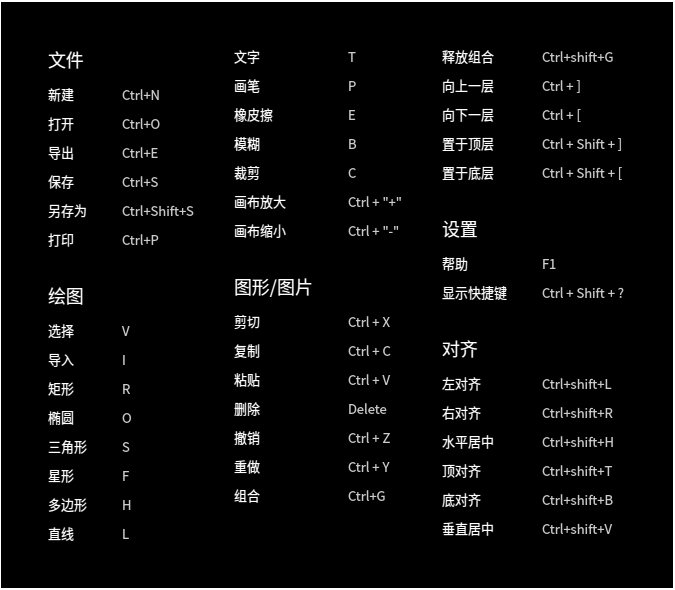 文件
新建 Ctrl+N
打开 Ctrl+O
导出 Ctrl+E
保存 Ctrl+S
另存为 Ctrl+Shift+S
打印 Ctrl+P
绘图
选择 V
导入 I
矩形 R
椭圆 O
三角形 S
星形 F
多边形 H
直线 L
文字 T
画笔 P
橡皮擦 E
模糊 B
裁剪 C
画布放大 Ctrl + "+"
画布缩小 Ctrl + "-"
图形/图片
剪切 Ctrl + X
复制 Ctrl + C
粘贴 Ctrl + V
删除 Delete
撤销 Ctrl + Z
重做 Ctrl + Y
组合 Ctrl+G
释放组合 Ctrl+shift+G
向上一层 Ctrl + ]
向下一层 Ctrl + [
置于顶层 Ctrl + Shift + ]
置于底层 Ctrl + Shift + [
设置
帮助 F1
显示快捷键 Ctrl + Shift + ?
对齐
左对齐 Ctrl+shift+L
右对齐 Ctrl+shift+R
水平居中 Ctrl+shift+H
顶对齐 Ctrl+shift+T
底对齐 Ctrl+shift+B
垂直居中 Ctrl+shift+V